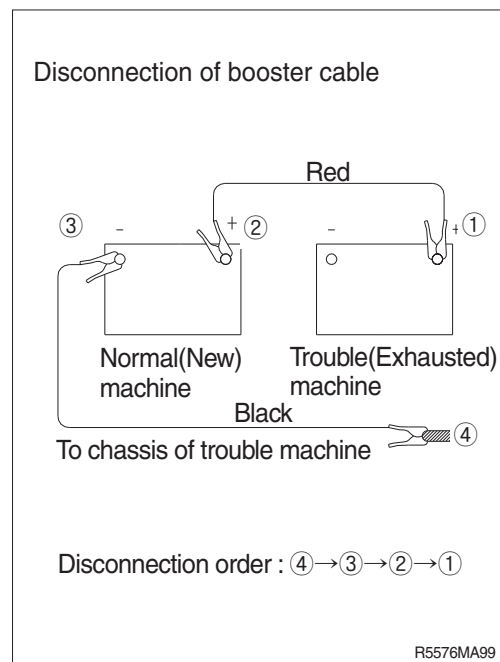 Disconnection of booster cable
Red
③ - + ② - + ①
Normal(New)
machine
Trouble(Exhausted)
machine
Black
To chassis of trouble machine ④
Disconnection order : ④→③→②→①
R5576MA99